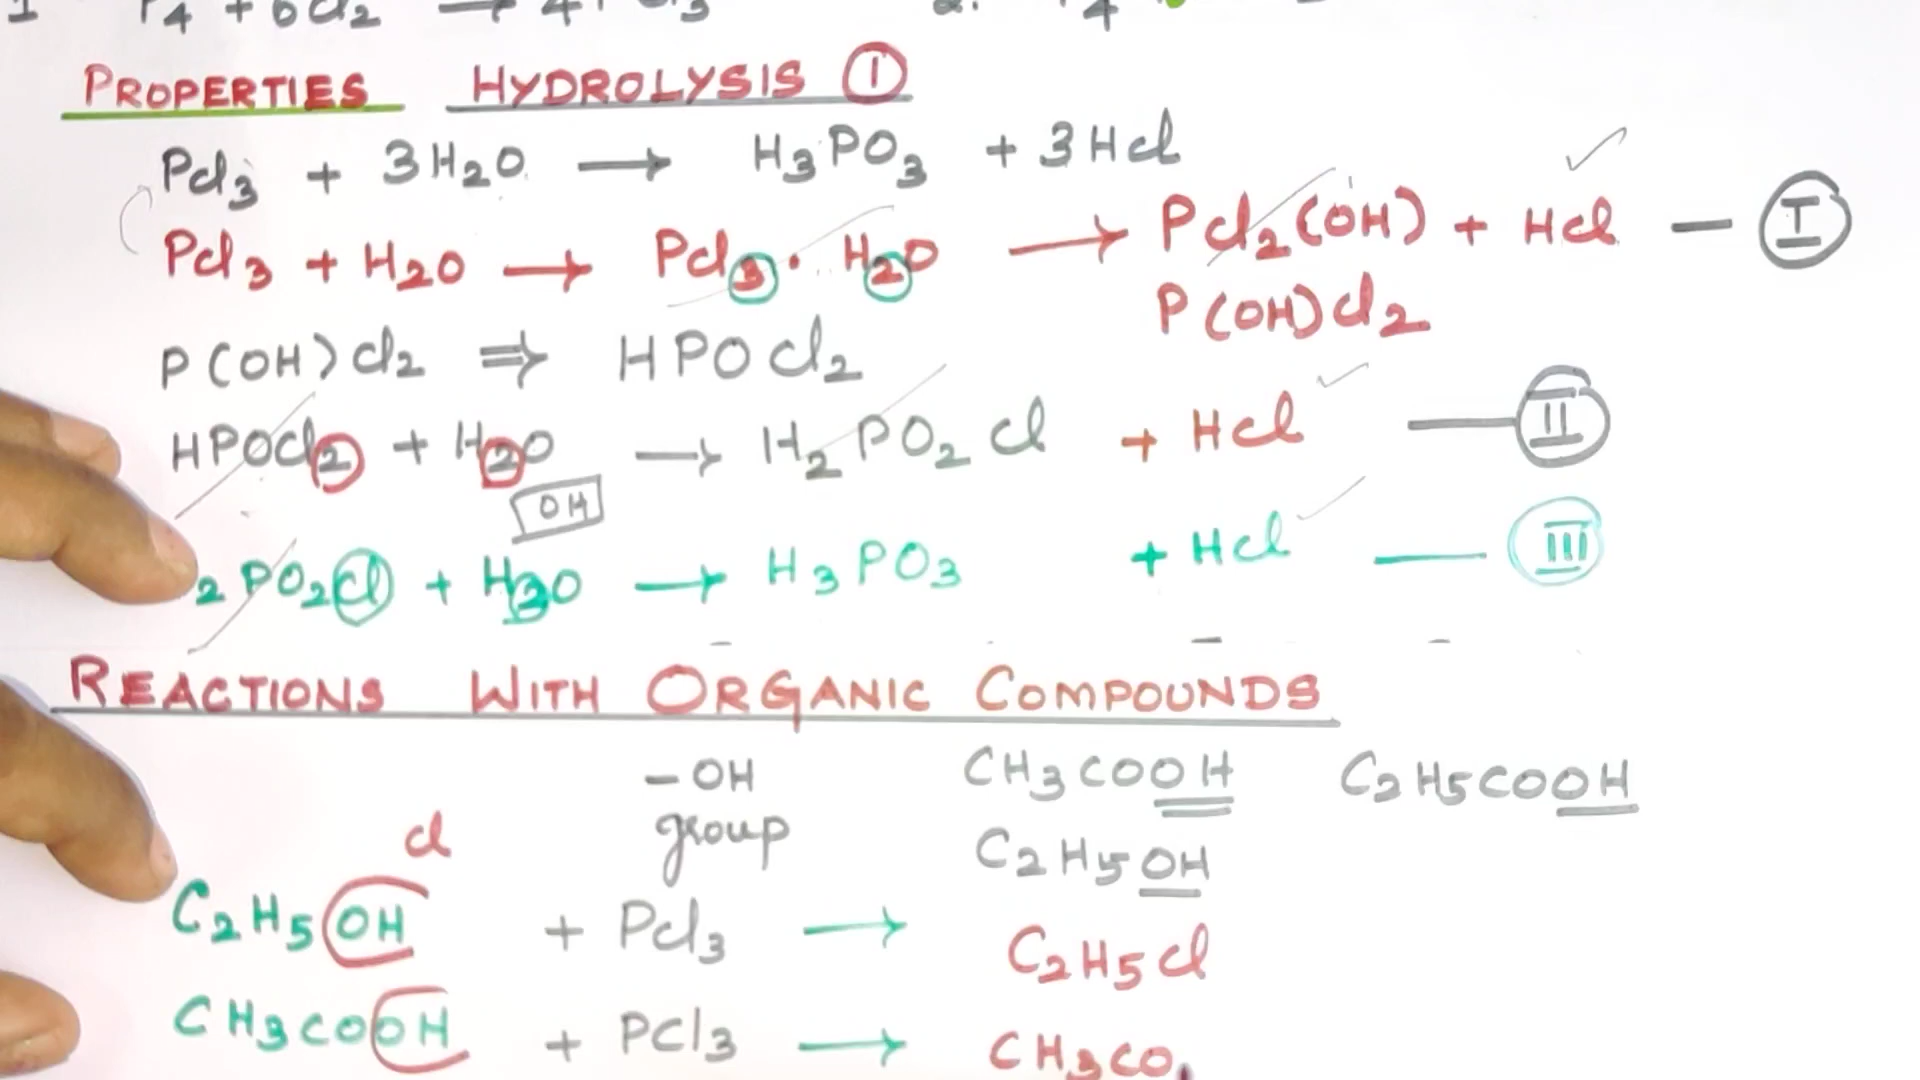 PROPERTIES HYDROLYSIS ①
PCl3 + 3H2O → H3PO3 + 3HCl
PCl3 + H2O → PCl3 · H2O → PCl2(OH) + HCl — I
P(OH)Cl2
P(OH)Cl2 ⇒ HPOCl2
HPOCl2 + H2O → H2PO2Cl + HCl — II
OH
2PO2Cl + H2O → H3PO3 + HCl — III
REACTIONS WITH ORGANIC COMPOUNDS
-OH group
CH3COOH C2H5COOH
C2H5OH
Cl
C2H5OH + PCl3 → C2H5Cl
CH3COOH + PCl3 → CH3CO